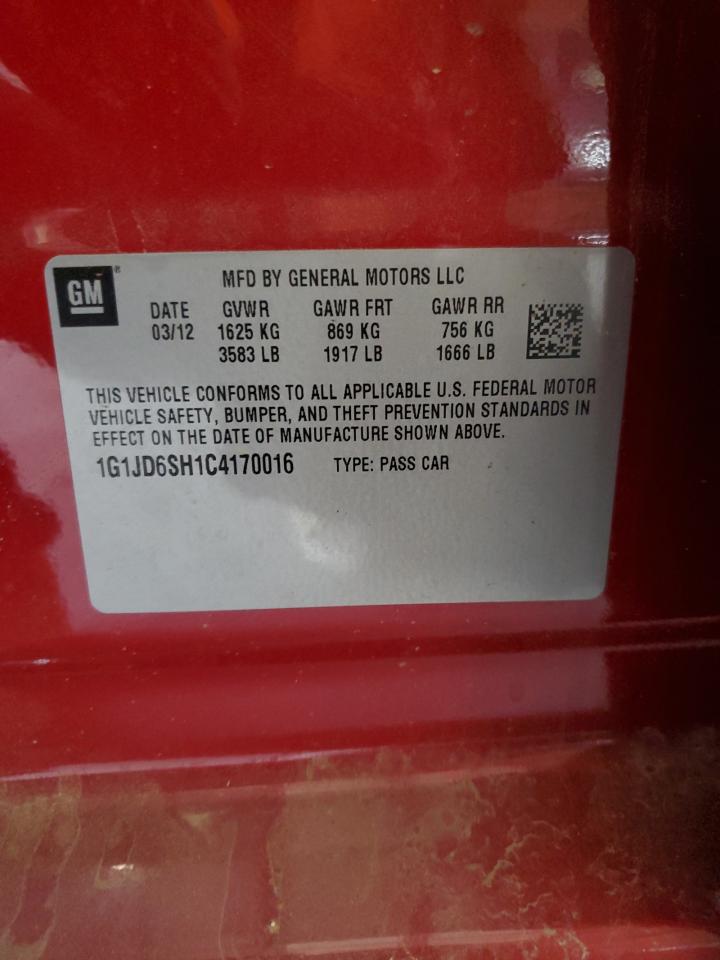 GM®
MFD BY GENERAL MOTORS LLC
DATE GVWR GAWR FRT GAWR RR
03/12 1625 KG 869 KG 756 KG
3583 LB 1917 LB 1666 LB
THIS VEHICLE CONFORMS TO ALL APPLICABLE U.S. FEDERAL MOTOR
VEHICLE SAFETY, BUMPER, AND THEFT PREVENTION STANDARDS IN
EFFECT ON THE DATE OF MANUFACTURE SHOWN ABOVE.
1G1JD6SH1C4170016 TYPE: PASS CAR